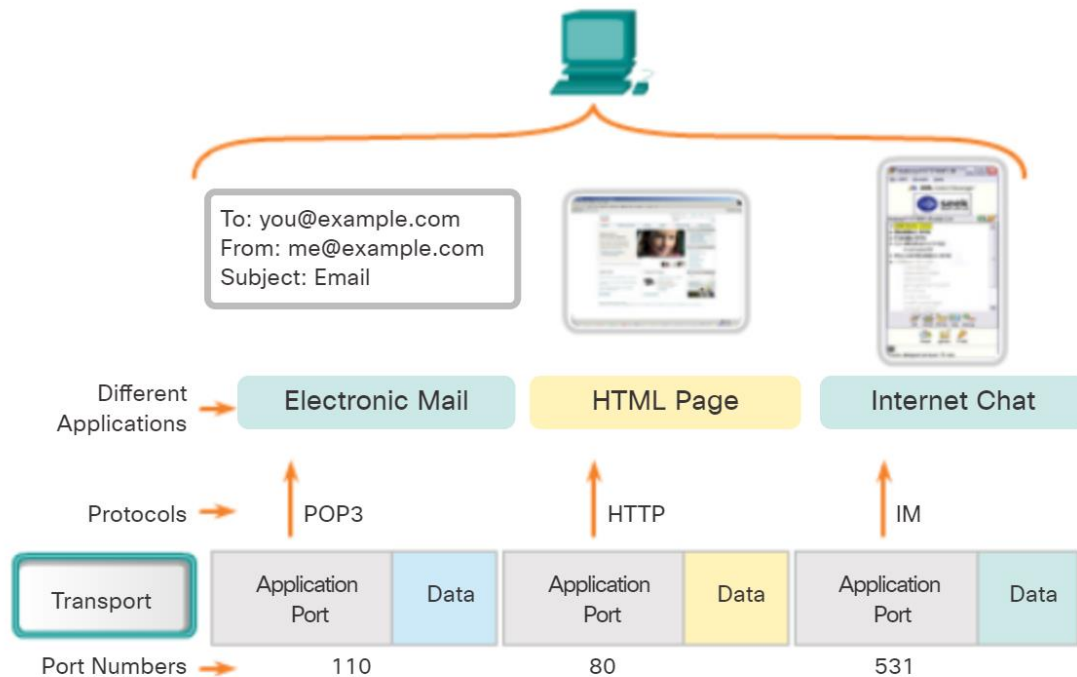 To: you@example.com
From: me@example.com
Subject: Email
seek
Different
Applications
Electronic Mail
HTML Page
Internet Chat
Protocols
POP3
HTTP
IM
Transport
Application
Port
Data
Application
Port
Data
Application
Port
Data
Port Numbers
110
80
531